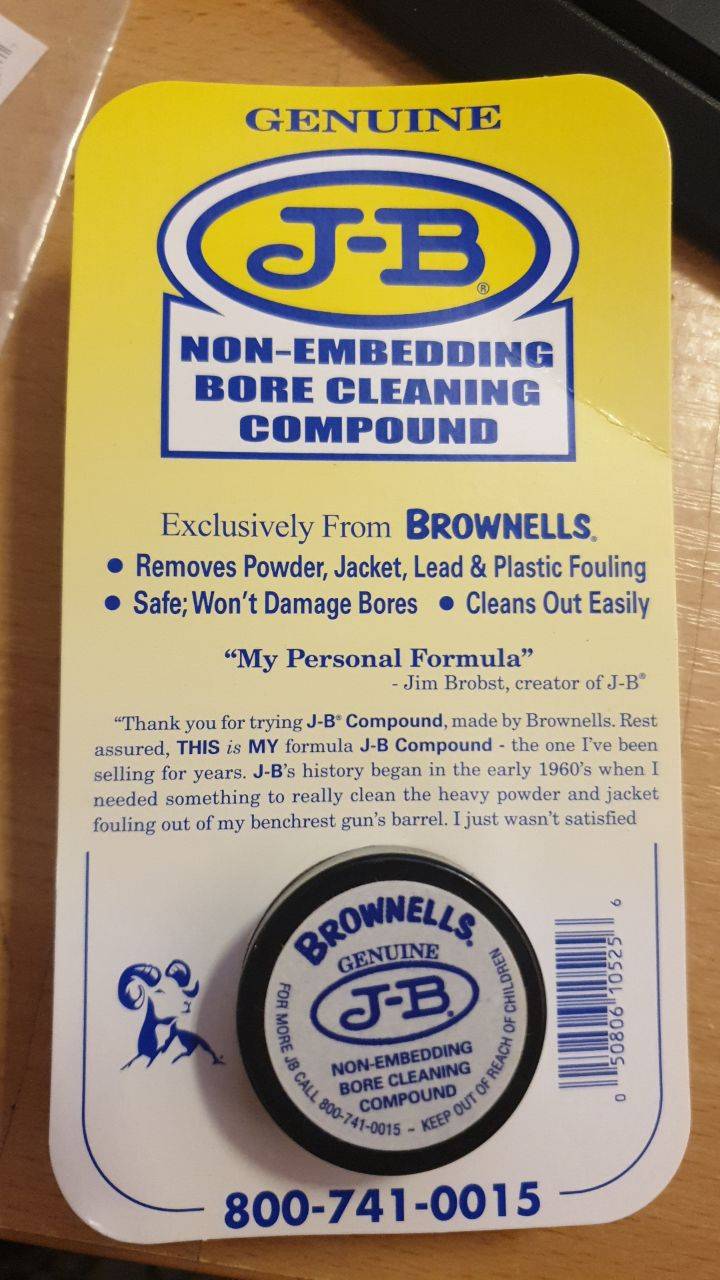 GENUINE
J-B®
NON-EMBEDDING
BORE CLEANING
COMPOUND
Exclusively From BROWNELLS®
• Removes Powder, Jacket, Lead & Plastic Fouling
• Safe; Won't Damage Bores • Cleans Out Easily
“My Personal Formula”
- Jim Brobst, creator of J-B®
“Thank you for trying J-B® Compound, made by Brownells. Rest
assured, THIS is MY formula J-B Compound - the one I've been
selling for years. J-B's history began in the early 1960's when I
needed something to really clean the heavy powder and jacket
fouling out of my benchrest gun's barrel. I just wasn't satisfied
BROWNELLS®
GENUINE
J-B®
NON-EMBEDDING
BORE CLEANING
COMPOUND
FOR MORE JB CALL 800-741-0015 ~ KEEP OUT OF REACH OF CHILDREN
0 50806 10525 6
800-741-0015